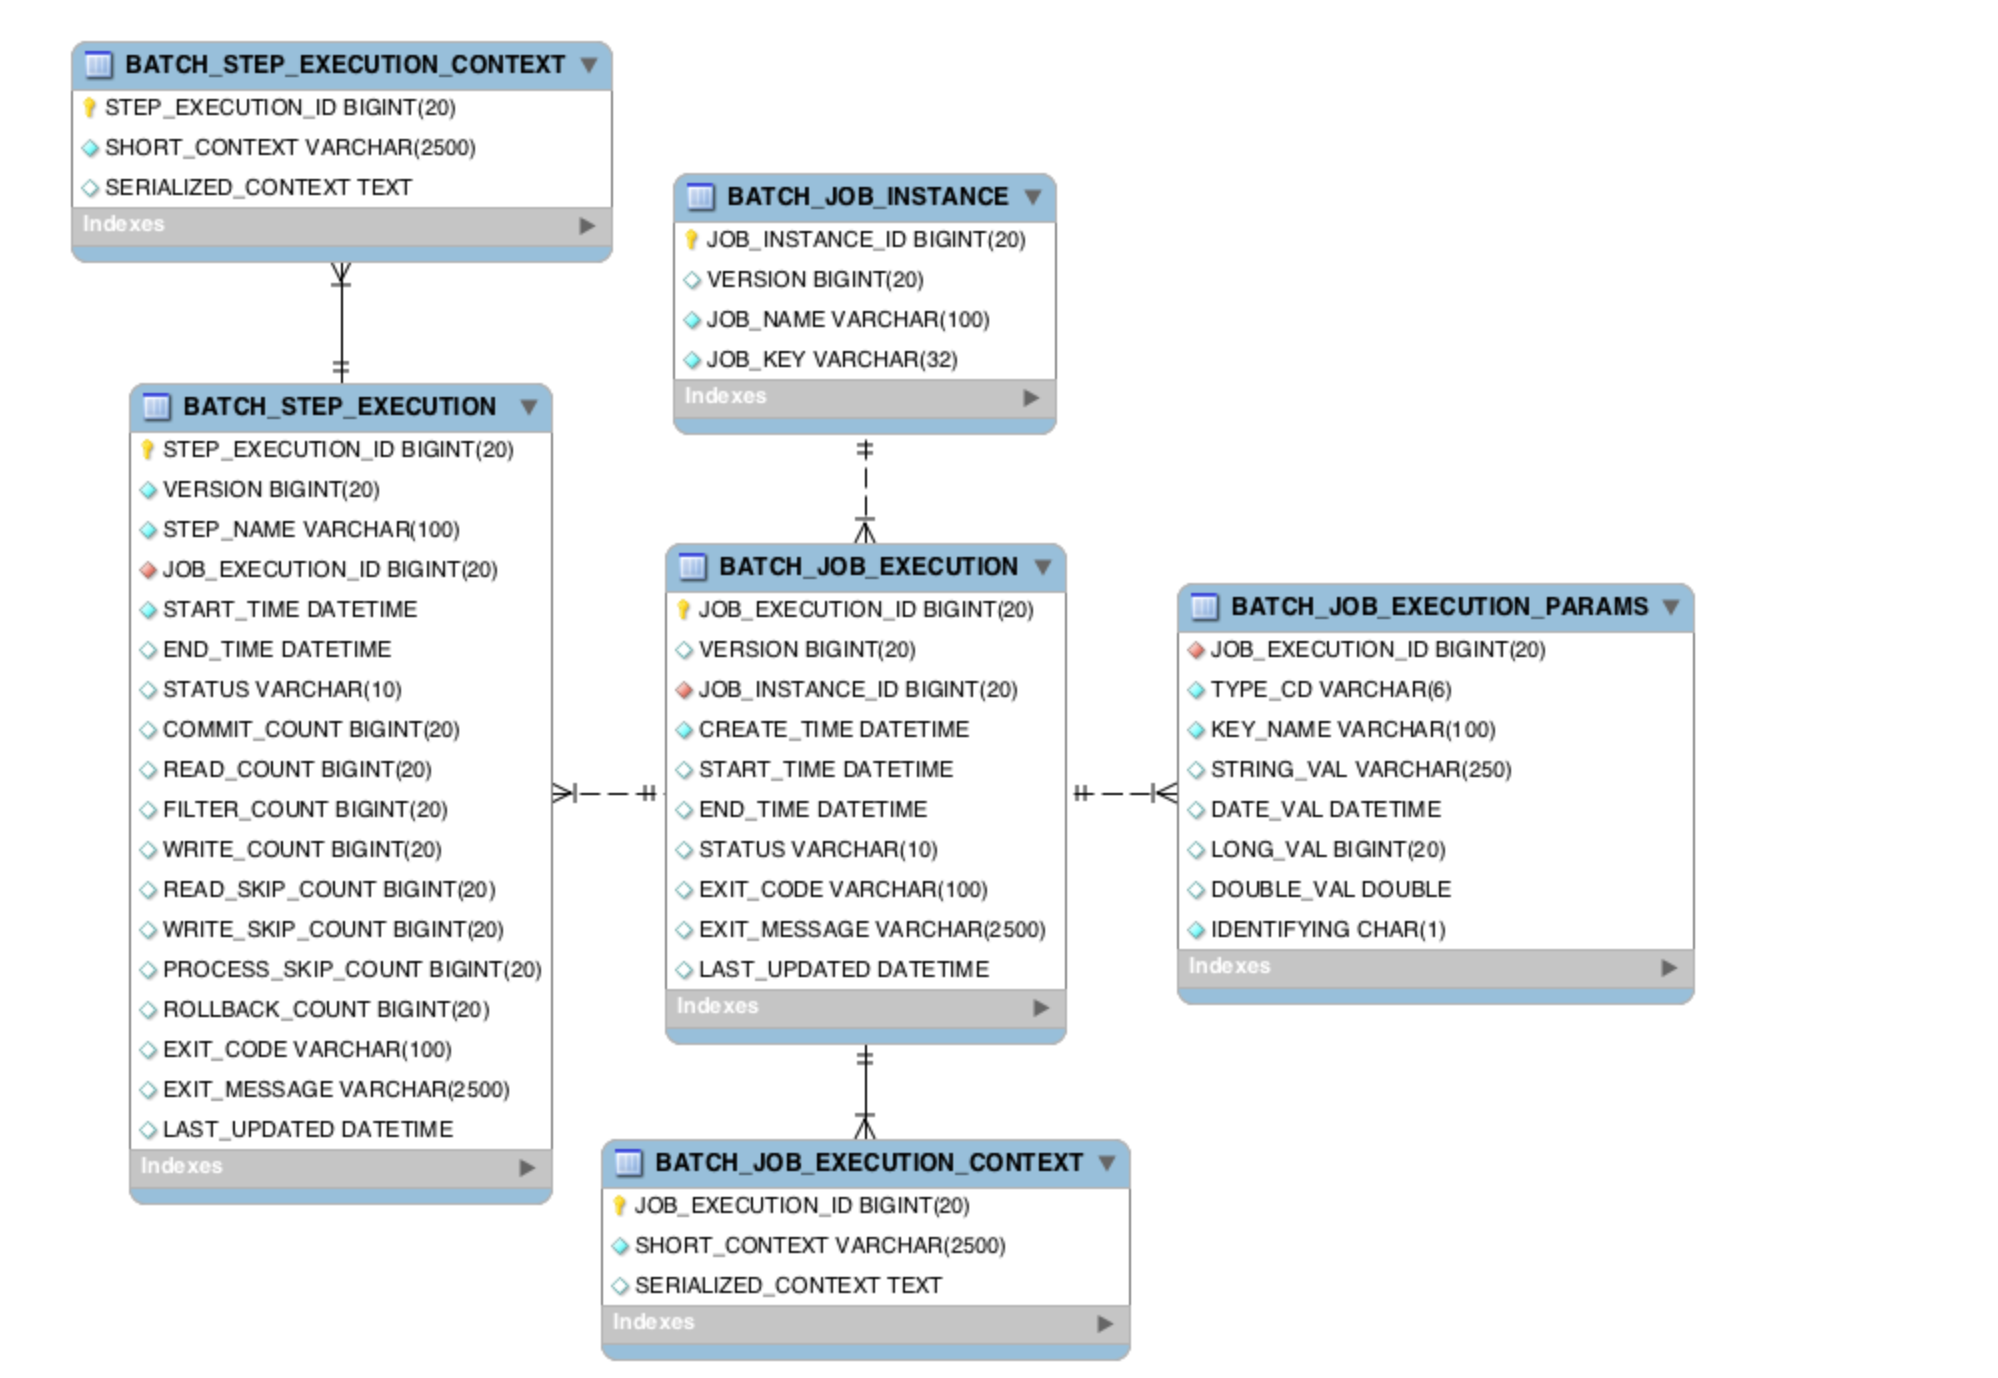 BATCH_STEP_EXECUTION_CONTEXT
STEP_EXECUTION_ID BIGINT(20)
SHORT_CONTEXT VARCHAR(2500)
SERIALIZED_CONTEXT TEXT
Indexes
BATCH_JOB_INSTANCE
JOB_INSTANCE_ID BIGINT(20)
VERSION BIGINT(20)
JOB_NAME VARCHAR(100)
JOB_KEY VARCHAR(32)
Indexes
BATCH_STEP_EXECUTION
STEP_EXECUTION_ID BIGINT(20)
VERSION BIGINT(20)
STEP_NAME VARCHAR(100)
JOB_EXECUTION_ID BIGINT(20)
START_TIME DATETIME
END_TIME DATETIME
STATUS VARCHAR(10)
COMMIT_COUNT BIGINT(20)
READ_COUNT BIGINT(20)
FILTER_COUNT BIGINT(20)
WRITE_COUNT BIGINT(20)
READ_SKIP_COUNT BIGINT(20)
WRITE_SKIP_COUNT BIGINT(20)
PROCESS_SKIP_COUNT BIGINT(20)
ROLLBACK_COUNT BIGINT(20)
EXIT_CODE VARCHAR(100)
EXIT_MESSAGE VARCHAR(2500)
LAST_UPDATED DATETIME
Indexes
BATCH_JOB_EXECUTION
JOB_EXECUTION_ID BIGINT(20)
VERSION BIGINT(20)
JOB_INSTANCE_ID BIGINT(20)
CREATE_TIME DATETIME
START_TIME DATETIME
END_TIME DATETIME
STATUS VARCHAR(10)
EXIT_CODE VARCHAR(100)
EXIT_MESSAGE VARCHAR(2500)
LAST_UPDATED DATETIME
Indexes
BATCH_JOB_EXECUTION_PARAMS
JOB_EXECUTION_ID BIGINT(20)
TYPE_CD VARCHAR(6)
KEY_NAME VARCHAR(100)
STRING_VAL VARCHAR(250)
DATE_VAL DATETIME
LONG_VAL BIGINT(20)
DOUBLE_VAL DOUBLE
IDENTIFYING CHAR(1)
Indexes
BATCH_JOB_EXECUTION_CONTEXT
JOB_EXECUTION_ID BIGINT(20)
SHORT_CONTEXT VARCHAR(2500)
SERIALIZED_CONTEXT TEXT
Indexes